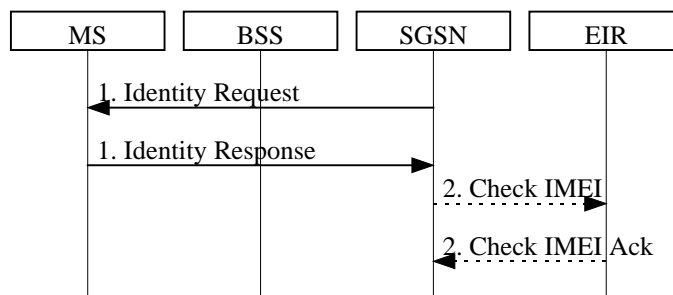 MS BSS SGSN EIR
1. Identity Request
1. Identity Response
2. Check IMEI
2. Check IMEI Ack